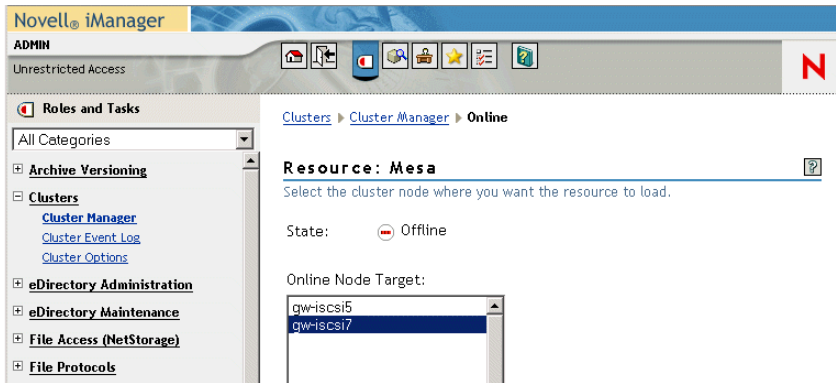 Novell® iManager
ADMIN
Unrestricted Access
N
Roles and Tasks
All Categories
Archive Versioning
Clusters
Cluster Manager
Cluster Event Log
Cluster Options
eDirectory Administration
eDirectory Maintenance
File Access (NetStorage)
File Protocols
Clusters Cluster Manager Online
Resource: Mesa
?
Select the cluster node where you want the resource to load.
State: Offline
Online Node Target:
gw-iscsi5
gw-iscsi7